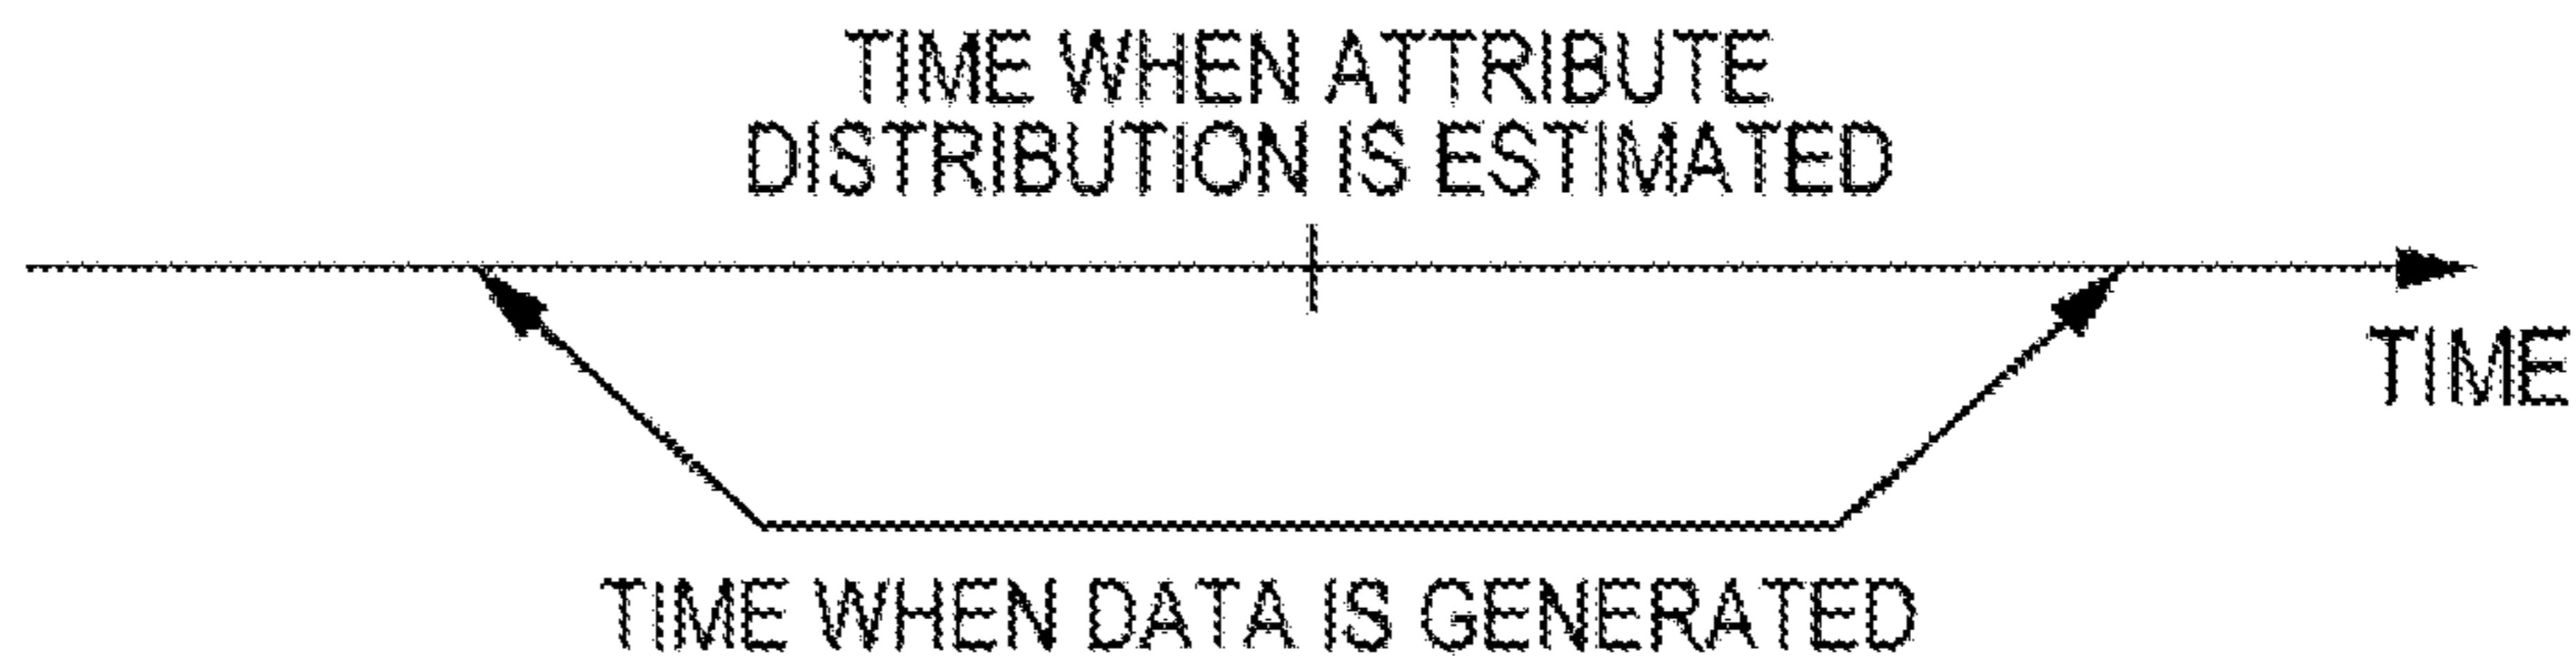 TIME WHEN ATTRIBUTE
DISTRIBUTION IS ESTIMATED
TIME
TIME WHEN DATA IS GENERATED